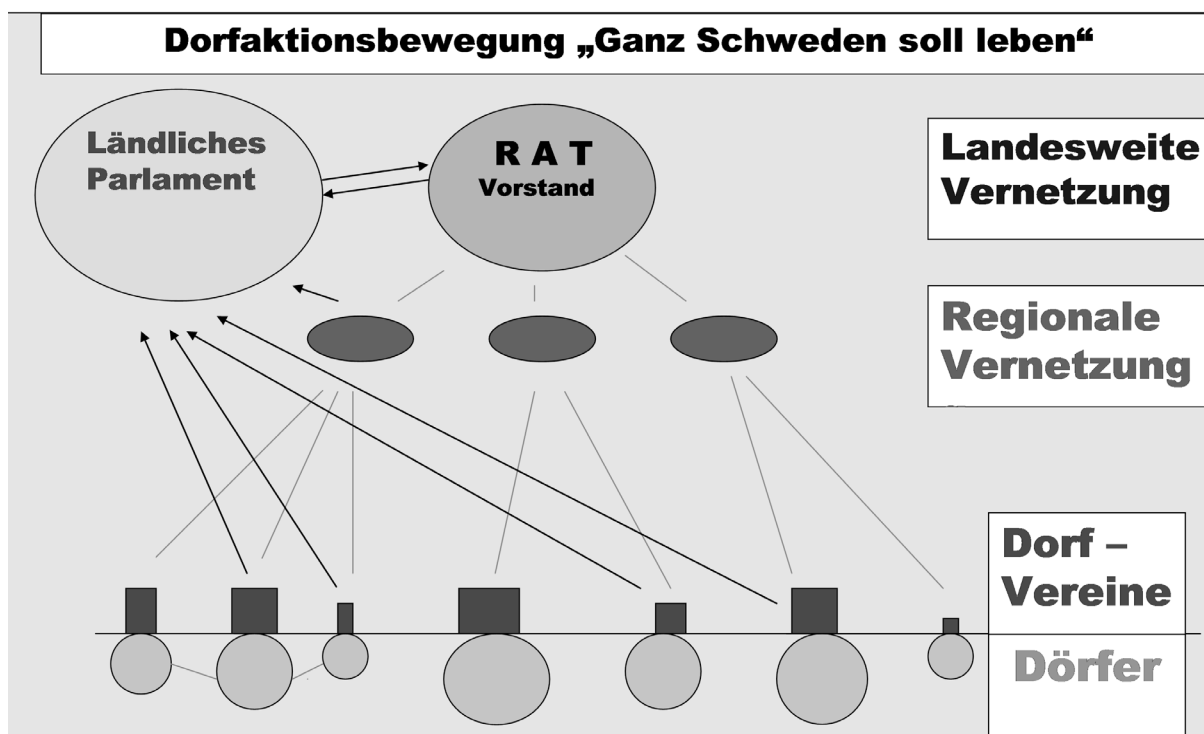 Dorfaktionsbewegung „Ganz Schweden soll leben“
Ländliches
Parlament
R A T
Vorstand
Landesweite
Vernetzung
Regionale
Vernetzung
Dorf –
Vereine
Dörfer